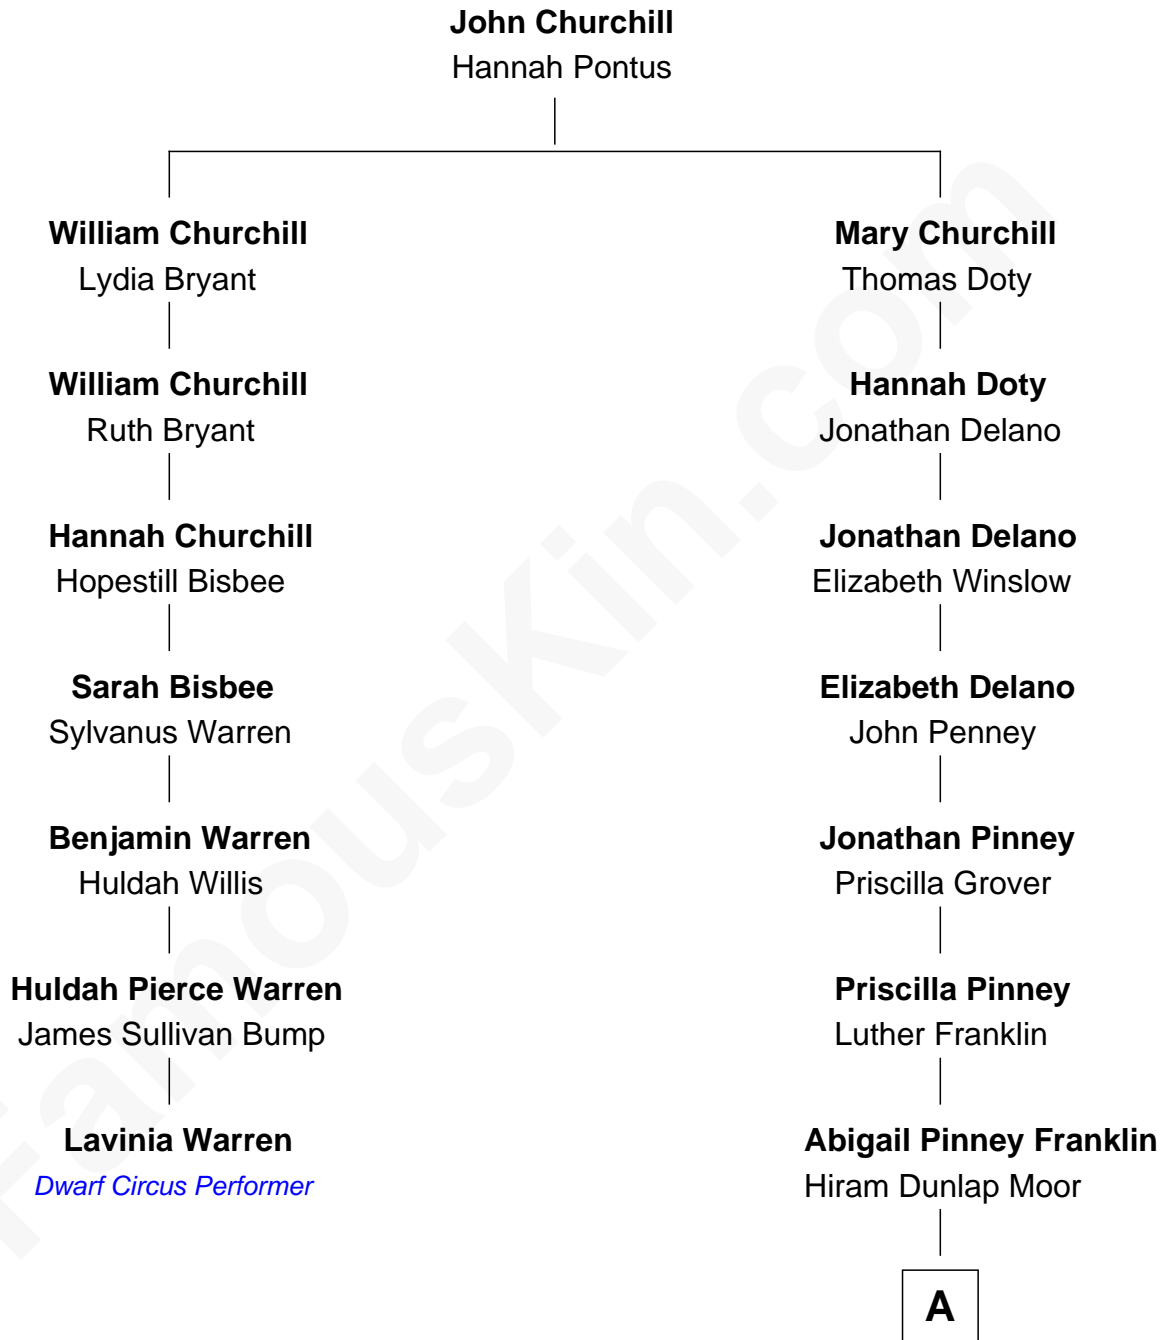 John Churchill
Hannah Pontus
William Churchill
Lydia Bryant
William Churchill
Ruth Bryant
Hannah Churchill
Hopestill Bisbee
Sarah Bisbee
Sylvanus Warren
Benjamin Warren
Huldah Willis
Huldah Pierce Warren
James Sullivan Bump
Lavinia Warren
Dwarf Circus Performer
Mary Churchill
Thomas Doty
Hannah Doty
Jonathan Delano
Jonathan Delano
Elizabeth Winslow
Elizabeth Delano
John Penney
Jonathan Pinney
Priscilla Grover
Priscilla Pinney
Luther Franklin
Abigail Pinney Franklin
Hiram Dunlap Moor
A
FamousKin.com